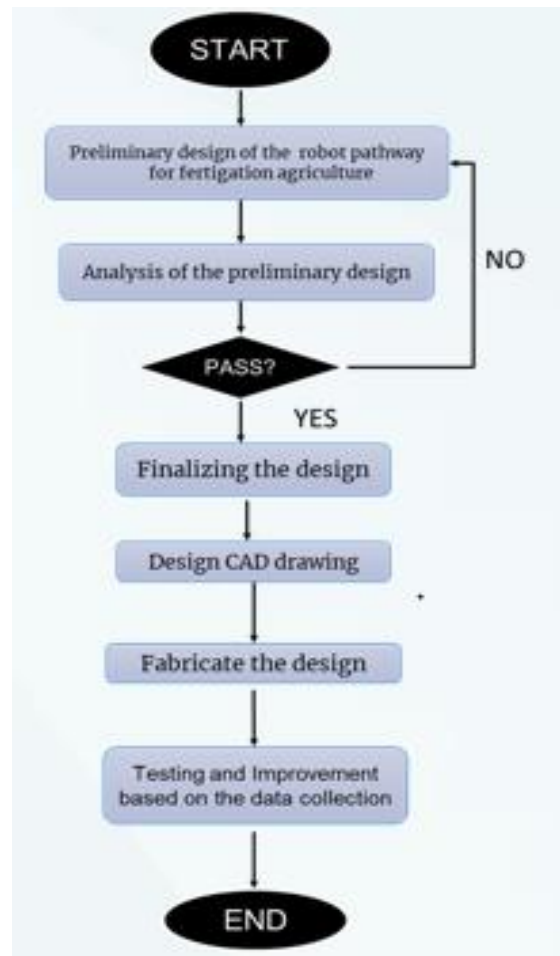 START
Preliminary design of the robot pathway
for fertigation agriculture
Analysis of the preliminary design
NO
PASS?
YES
Finalizing the design
Design CAD drawing
Fabricate the design
Testing and Improvement
based on the data collection
END